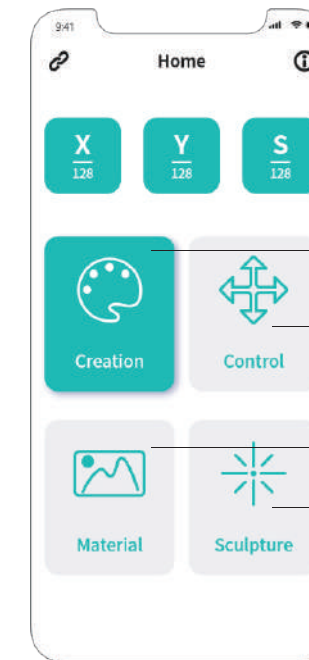 9:41
Home
X Y S
128 128 128
Creation Control
Material Sculpture